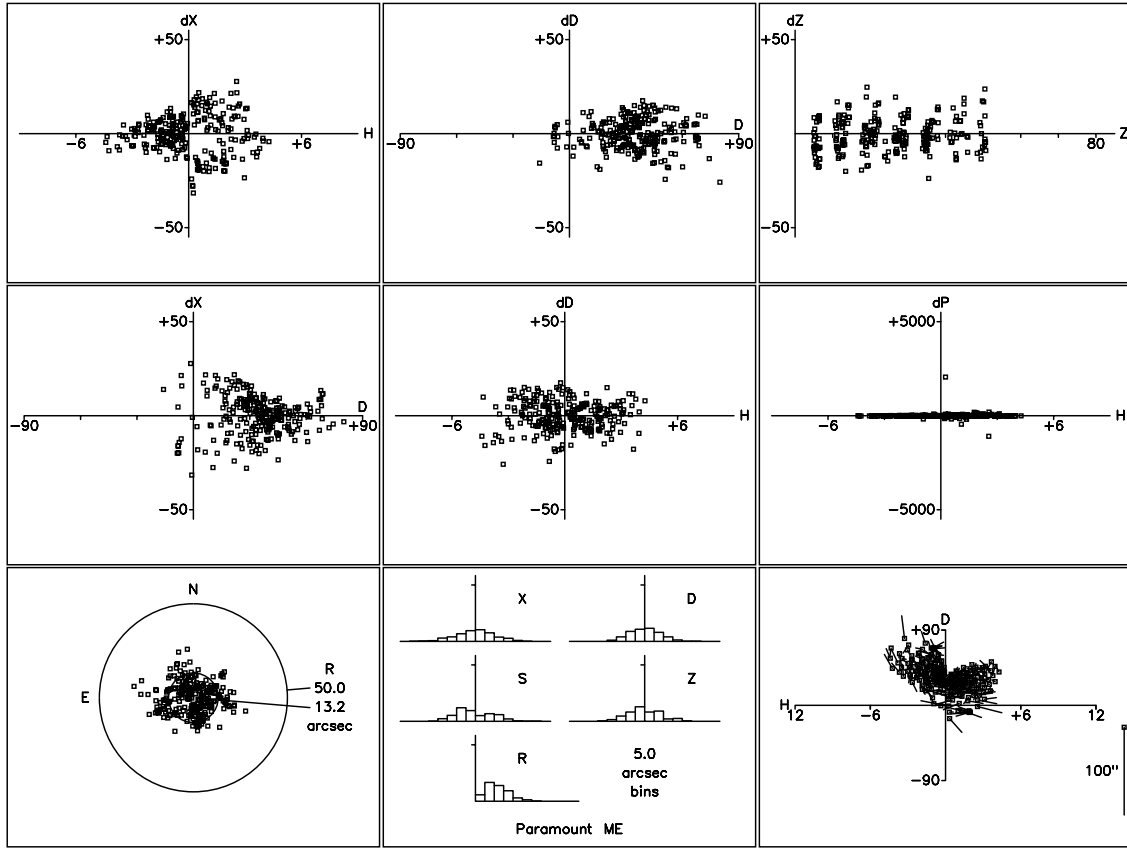 dX
+50
−6
+6
H
−50
dD
+50
−90
+90
D
−50
dZ
+50
80
Z
−50
dX
+50
−90
+90
D
−50
dD
+50
−6
+6
H
−50
dP
+5000
−6
+6
H
−5000
N
E
R
50.0
13.2
arcsec
X
D
S
Z
R
5.0
arcsec
bins
Paramount ME
D
+90
H
12
−6
+6
12
−90
100"